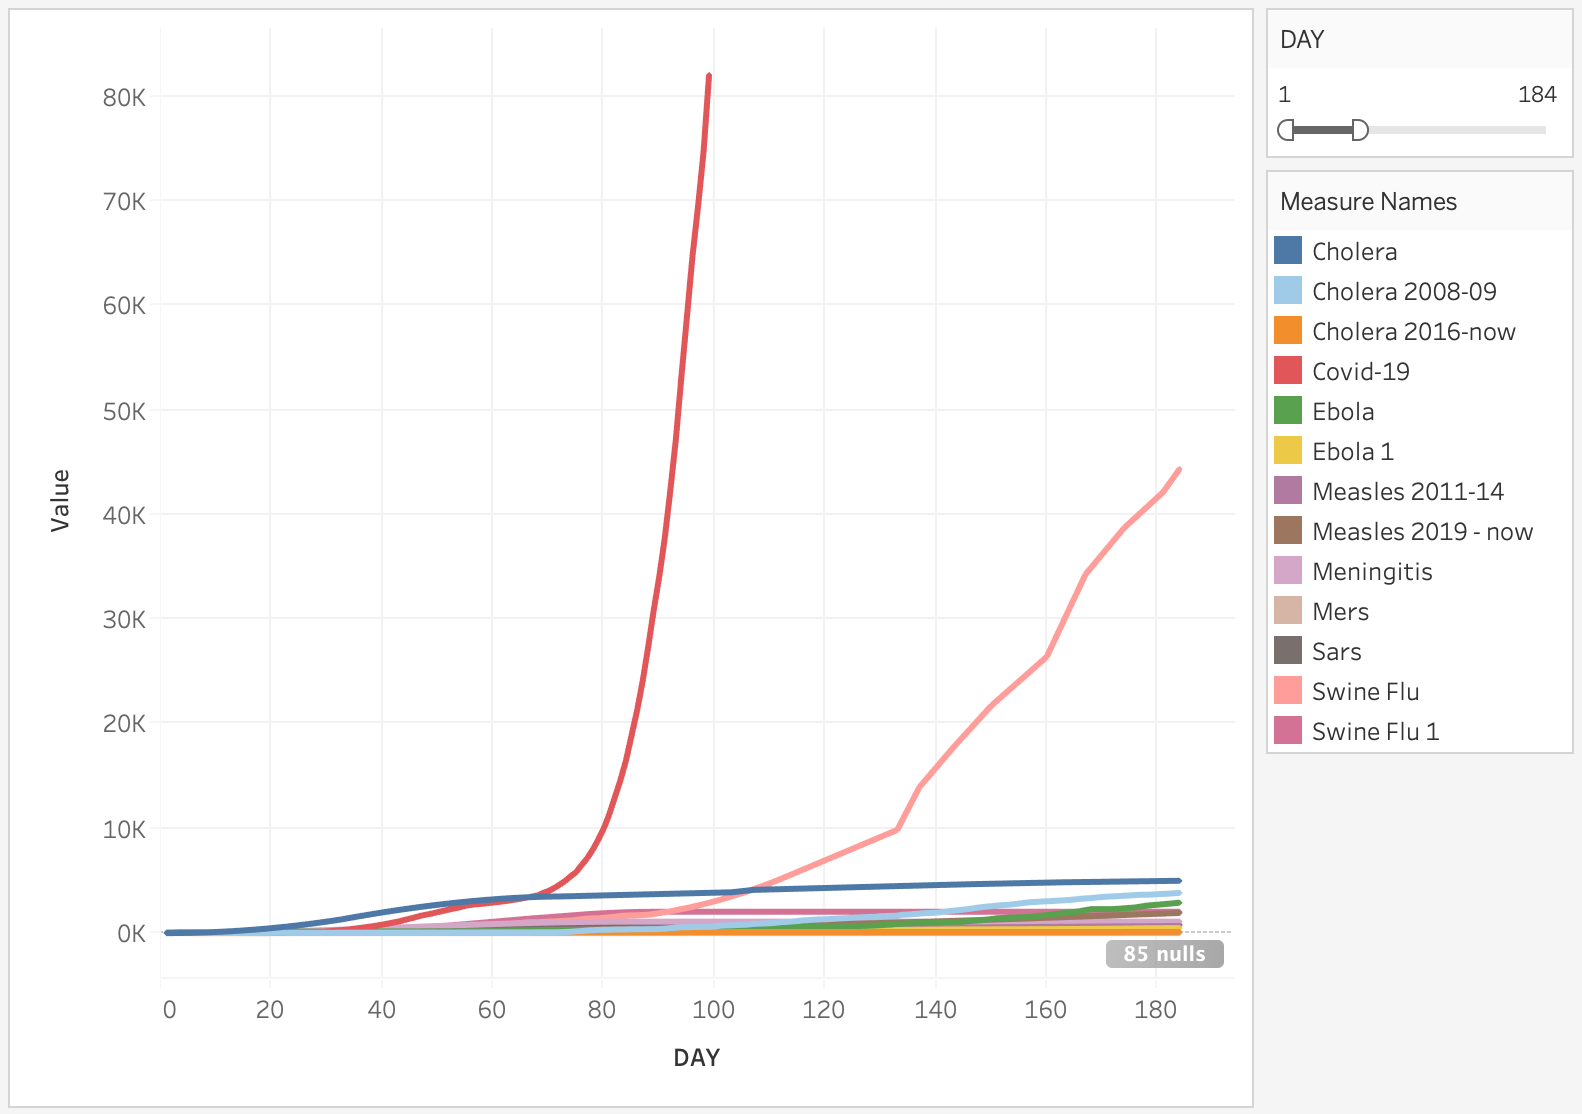 80K
70K
60K
50K
40K
30K
20K
10K
0K
Value
85 nulls
0 20 40 60 80 100 120 140 160 180
DAY
DAY
1 184
Measure Names
Cholera
Cholera 2008-09
Cholera 2016-now
Covid-19
Ebola
Ebola 1
Measles 2011-14
Measles 2019 - now
Meningitis
Mers
Sars
Swine Flu
Swine Flu 1